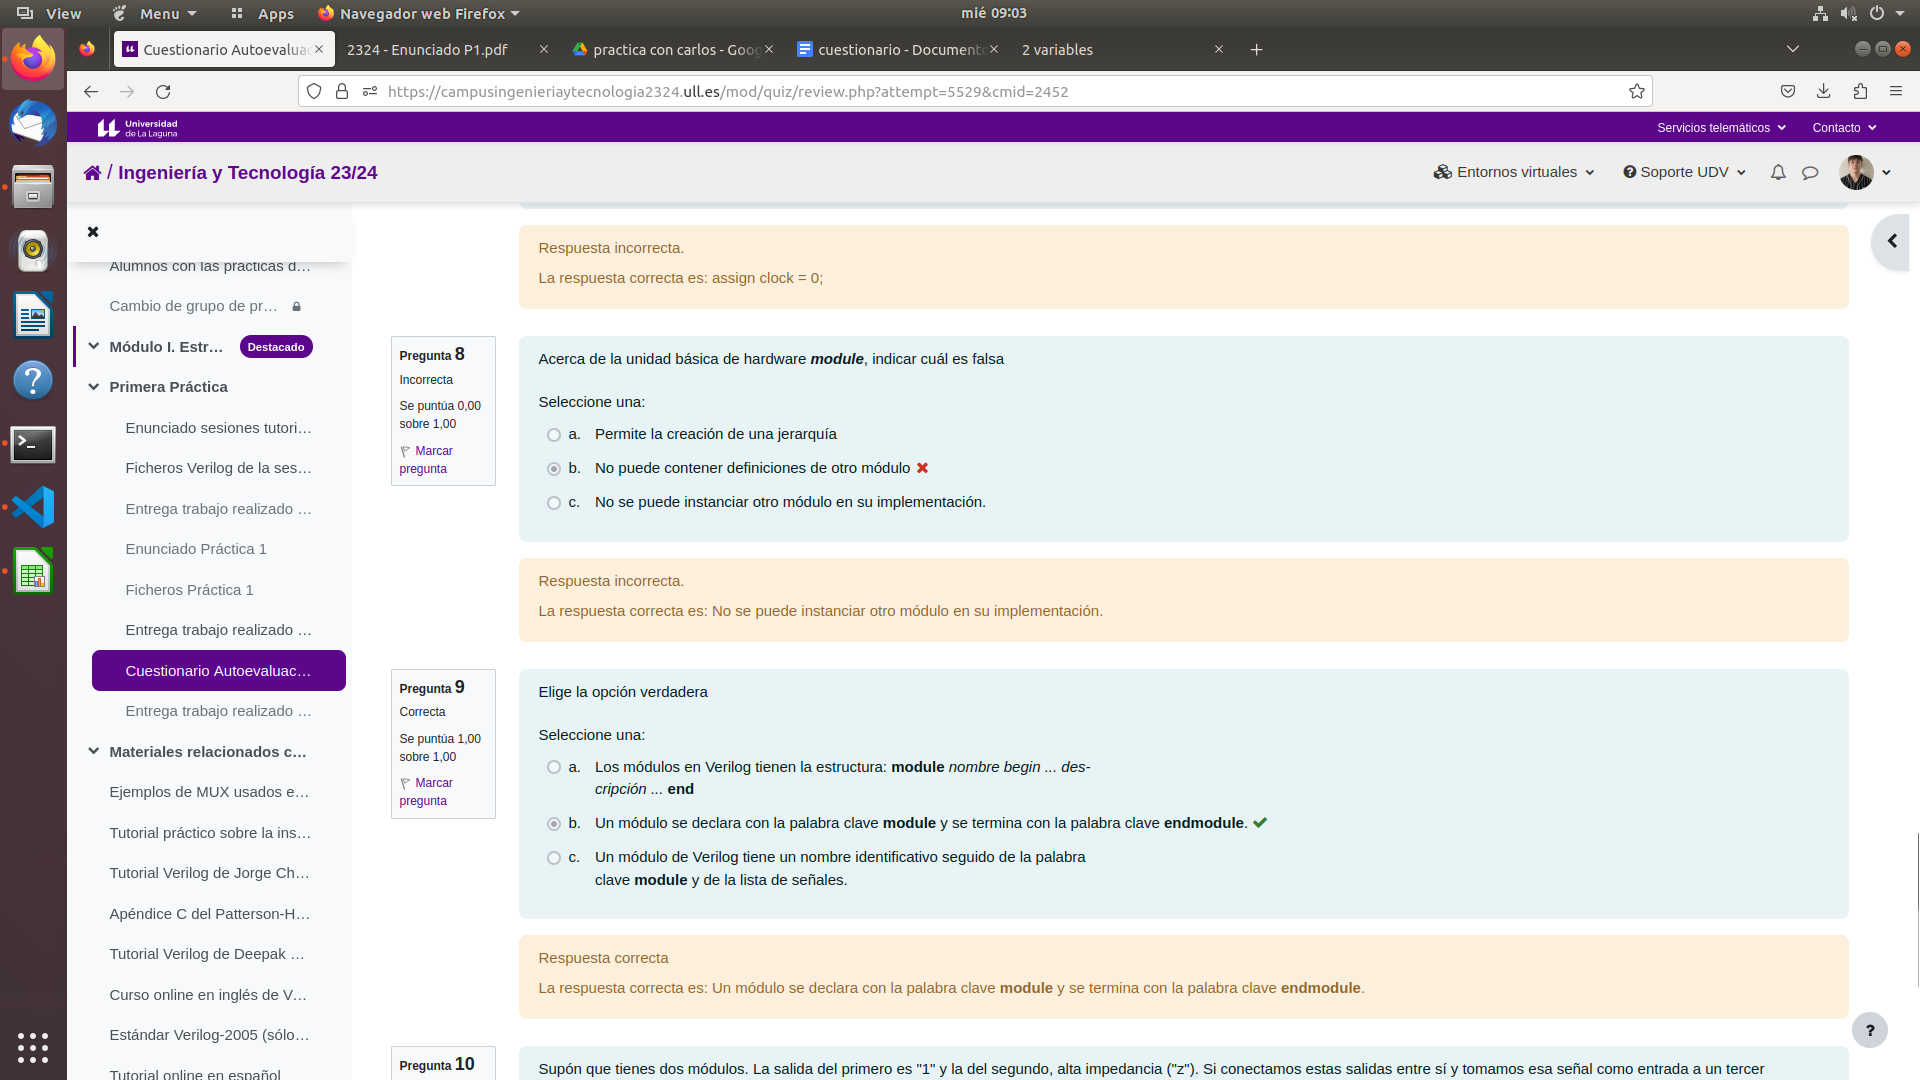 View
Menu
Apps
Navegador web Firefox
mié 09:03
Cuestionario Autoevaluac
2324 - Enunciado P1.pdf
practica con carlos - Goog
cuestionario - Documento
2 variables
https://campusingenieriaytecnologia2324.ull.es/mod/quiz/review.php?attempt=5529&cmid=2452
Universidad
de La Laguna
Servicios telemáticos
Contacto
/ Ingeniería y Tecnología 23/24
Entornos virtuales
Soporte UDV
Alumnos con las prácticas d...
Cambio de grupo de pr...
Módulo I. Estr...
Destacado
Primera Práctica
Enunciado sesiones tutori...
Ficheros Verilog de la ses...
Entrega trabajo realizado ...
Enunciado Práctica 1
Ficheros Práctica 1
Entrega trabajo realizado ...
Cuestionario Autoevaluac...
Entrega trabajo realizado ...
Materiales relacionados c...
Ejemplos de MUX usados e...
Tutorial práctico sobre la ins...
Tutorial Verilog de Jorge Ch...
Apéndice C del Patterson-H...
Tutorial Verilog de Deepak ...
Curso online en inglés de V...
Estándar Verilog-2005 (sólo...
Tutorial online en español
Respuesta incorrecta.
La respuesta correcta es: assign clock = 0;
Pregunta 8
Incorrecta
Se puntúa 0,00
sobre 1,00
Marcar
pregunta
Acerca de la unidad básica de hardware module, indicar cuál es falsa
Seleccione una:
a. Permite la creación de una jerarquía
b. No puede contener definiciones de otro módulo
c. No se puede instanciar otro módulo en su implementación.
Respuesta incorrecta.
La respuesta correcta es: No se puede instanciar otro módulo en su implementación.
Pregunta 9
Correcta
Se puntúa 1,00
sobre 1,00
Marcar
pregunta
Elige la opción verdadera
Seleccione una:
a. Los módulos en Verilog tienen la estructura: module nombre begin ... des-
cripción ... end
b. Un módulo se declara con la palabra clave module y se termina con la palabra clave endmodule.
c. Un módulo de Verilog tiene un nombre identificativo seguido de la palabra
clave module y de la lista de señales.
Respuesta correcta
La respuesta correcta es: Un módulo se declara con la palabra clave module y se termina con la palabra clave endmodule.
?
Pregunta 10
Supón que tienes dos módulos. La salida del primero es "1" y la del segundo, alta impedancia ("z"). Si conectamos estas salidas entre sí y tomamos esa señal como entrada a un tercer